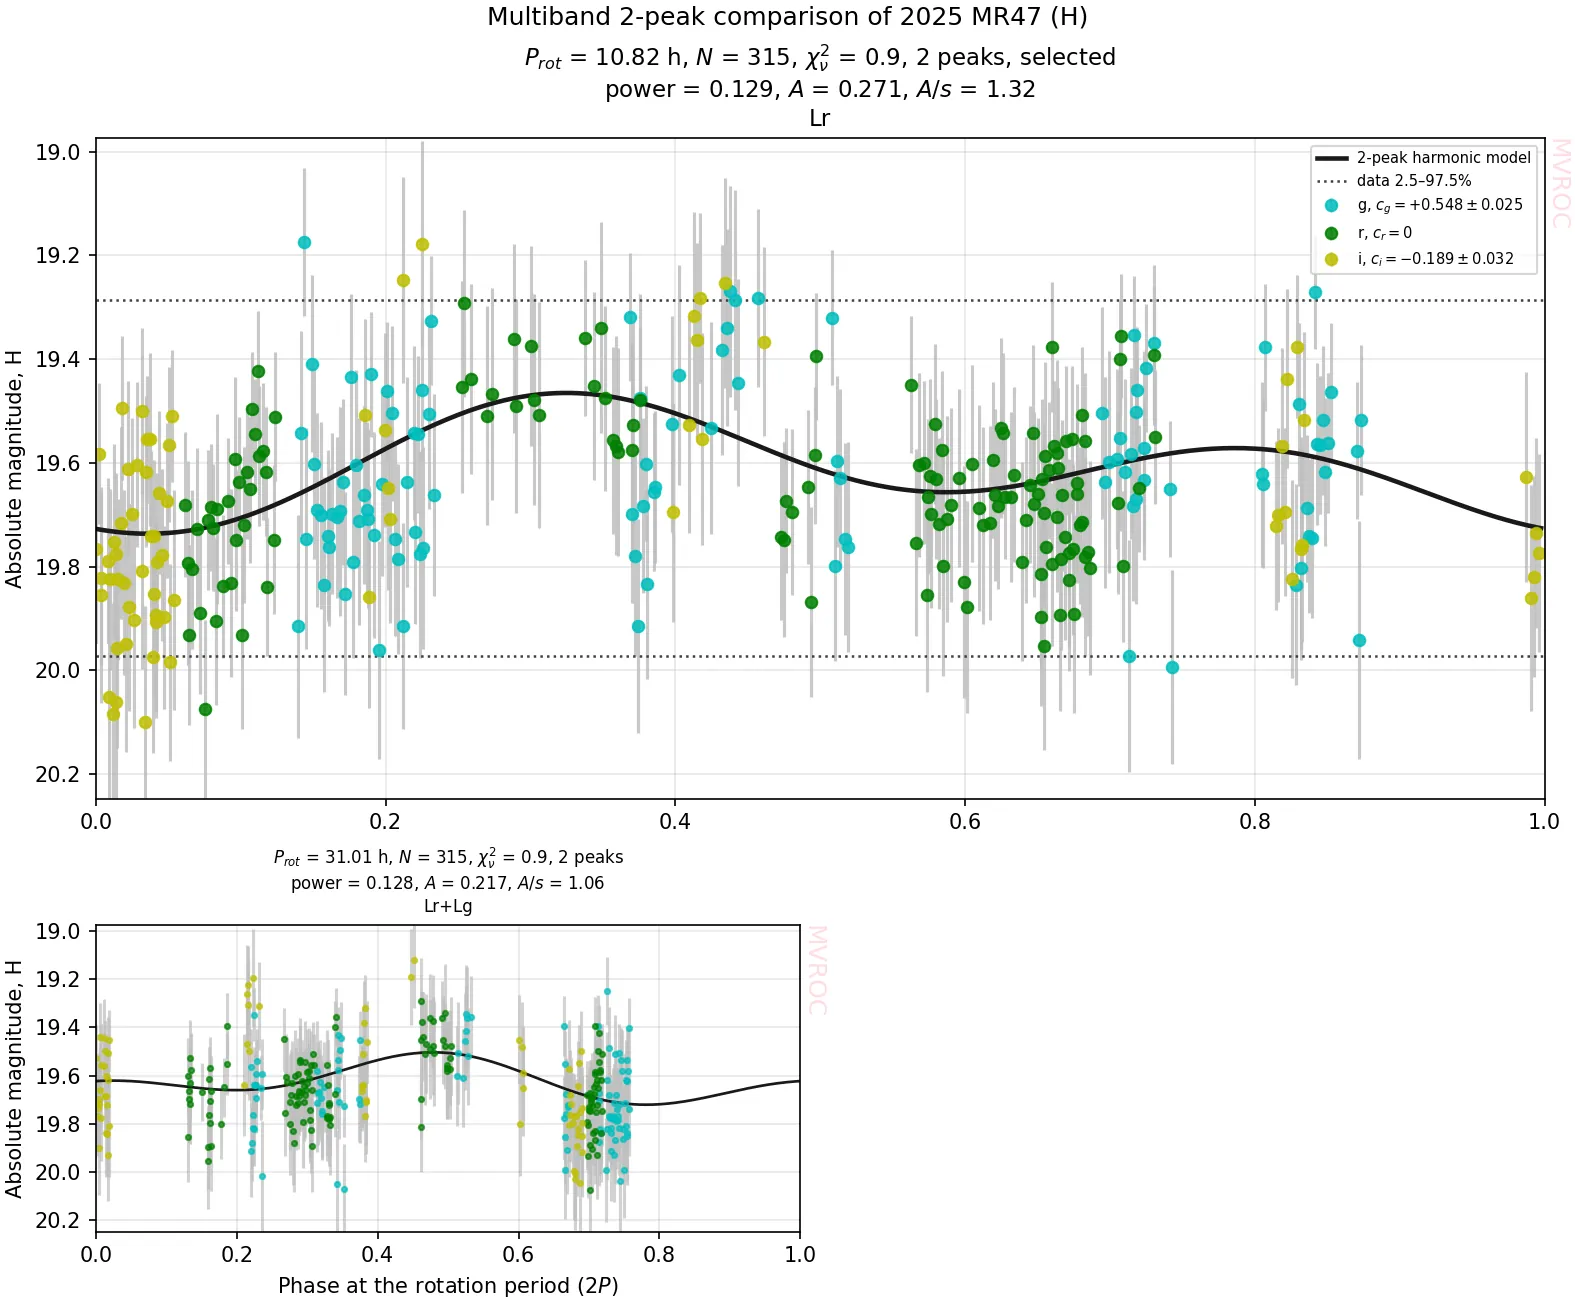 Multiband 2-peak comparison of 2025 MR47 (H)
P_rot = 10.82 h, N = 315, χ²_ν = 0.9, 2 peaks, selected
power = 0.129, A = 0.271, A/s = 1.32
Lr
2-peak harmonic model
data 2.5–97.5%
g, c_g = +0.548 ± 0.025
r, c_r = 0
i, c_i = −0.189 ± 0.032
MVROC
Absolute magnitude, H
19.0
19.2
19.4
19.6
19.8
20.0
20.2
0.0 0.2 0.4 0.6 0.8 1.0
P_rot = 31.01 h, N = 315, χ²_ν = 0.9, 2 peaks
power = 0.128, A = 0.217, A/s = 1.06
Lr+Lg
MVROC
Absolute magnitude, H
19.0
19.2
19.4
19.6
19.8
20.0
20.2
0.0 0.2 0.4 0.6 0.8 1.0
Phase at the rotation period (2P)